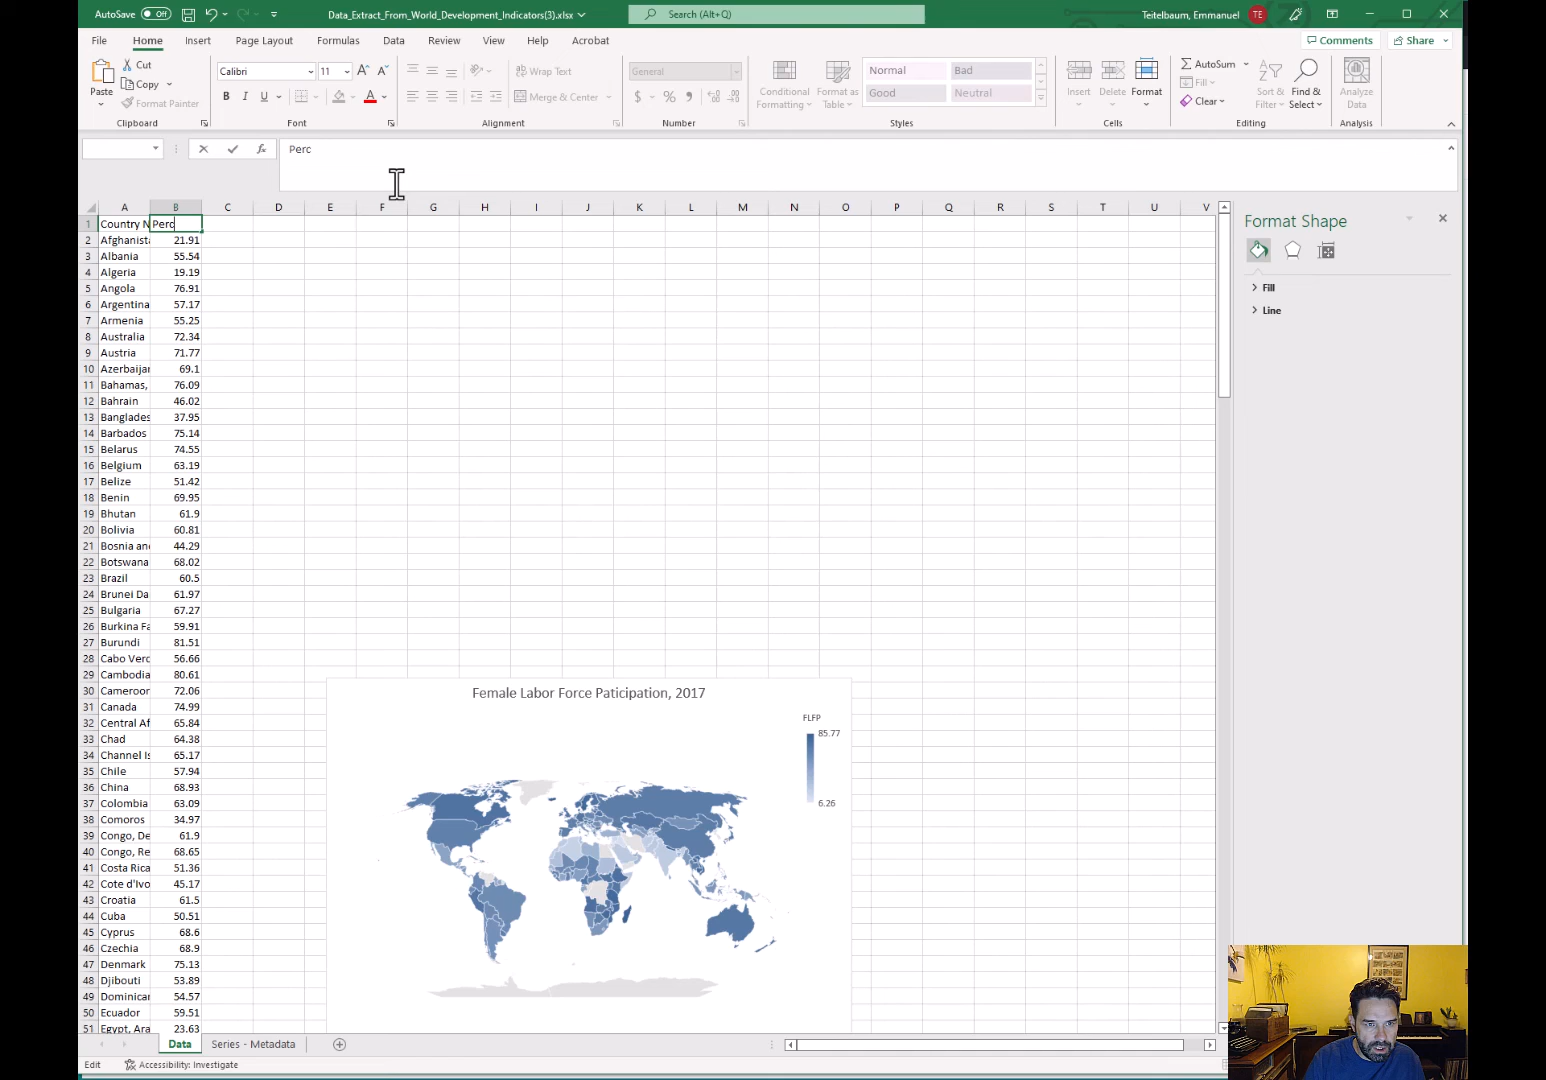 AutoSave Off Data_Extract_From_World_Development_Indicators(3).xlsx Search (Alt+Q) Teitelbaum, Emmanuel TE
File Home Insert Page Layout Formulas Data Review View Help Acrobat Comments Share
Paste Cut Copy Format Painter
Clipboard
Calibri 11 A A
B I U A
Font
Wrap Text
Merge & Center
Alignment
General
$ % 9
Number
Conditional Formatting Format as Table
Normal Bad
Good Neutral
Styles
Insert Delete Format
Cells
AutoSum Fill Clear
Sort & Filter Find & Select
Editing
Analyze Data
Analysis
fx Perc
A B C D E F G H I J K L M N O P Q R S T U V
1 Country N Perc
2 Afghanista 21.91
3 Albania 55.54
4 Algeria 19.19
5 Angola 76.91
6 Argentina 57.17
7 Armenia 55.25
8 Australia 72.34
9 Austria 71.77
10 Azerbaijan 69.1
11 Bahamas, 76.09
12 Bahrain 46.02
13 Banglades 37.95
14 Barbados 75.14
15 Belarus 74.55
16 Belgium 63.19
17 Belize 51.42
18 Benin 69.95
19 Bhutan 61.9
20 Bolivia 60.81
21 Bosnia and 44.29
22 Botswana 68.02
23 Brazil 60.5
24 Brunei Da 61.97
25 Bulgaria 67.27
26 Burkina Fa 59.91
27 Burundi 81.51
28 Cabo Verd 56.66
29 Cambodia 80.61
30 Cameroon 72.06
31 Canada 74.99
32 Central Af 65.84
33 Chad 64.38
34 Channel Is 65.17
35 Chile 57.94
36 China 68.93
37 Colombia 63.09
38 Comoros 34.97
39 Congo, De 61.9
40 Congo, Re 68.65
41 Costa Rica 51.36
42 Cote d'Ivo 45.17
43 Croatia 61.5
44 Cuba 50.51
45 Cyprus 68.6
46 Czechia 68.9
47 Denmark 75.13
48 Djibouti 53.89
49 Dominican 54.57
50 Ecuador 59.51
51 Egypt, Ara 23.63
Female Labor Force Paticipation, 2017
FLFP
85.77
6.26
Format Shape
Fill
Line
Data Series - Metadata
Edit Accessibility: Investigate